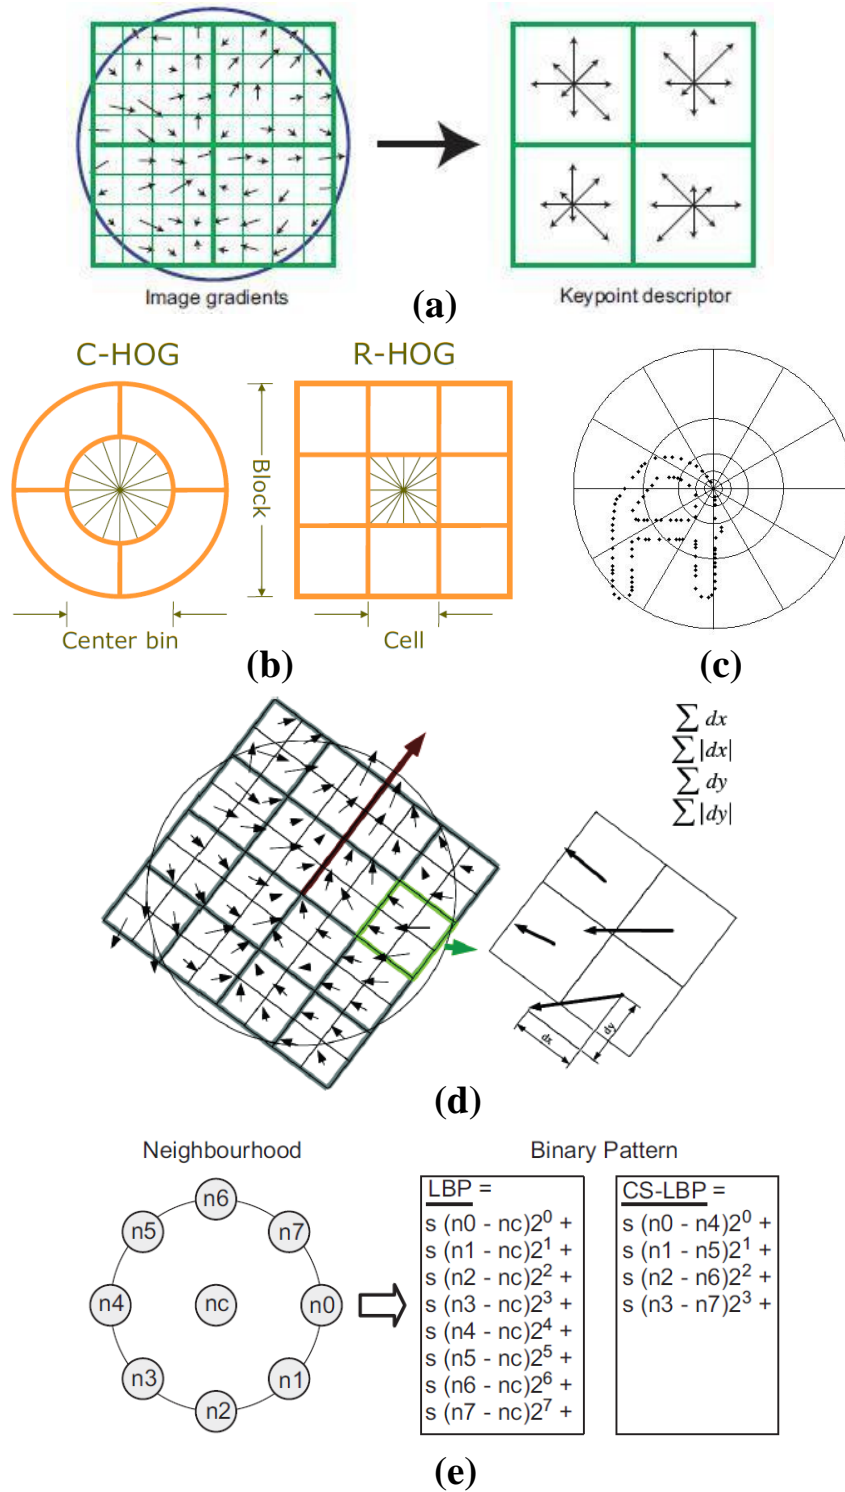 Image gradients
Keypoint descriptor
(a)
C-HOG
R-HOG
Block
Center bin
Cell
(b)
(c)
∑ dx
∑ |dx|
∑ dy
∑ |dy|
dx
dy
(d)
Neighbourhood
Binary Pattern
n6
n5
n7
n4
nc
n0
n3
n1
n2
LBP =
s (n0 - nc)2⁰ +
s (n1 - nc)2¹ +
s (n2 - nc)2² +
s (n3 - nc)2³ +
s (n4 - nc)2⁴ +
s (n5 - nc)2⁵ +
s (n6 - nc)2⁶ +
s (n7 - nc)2⁷ +
CS-LBP =
s (n0 - n4)2⁰ +
s (n1 - n5)2¹ +
s (n2 - n6)2² +
s (n3 - n7)2³ +
(e)